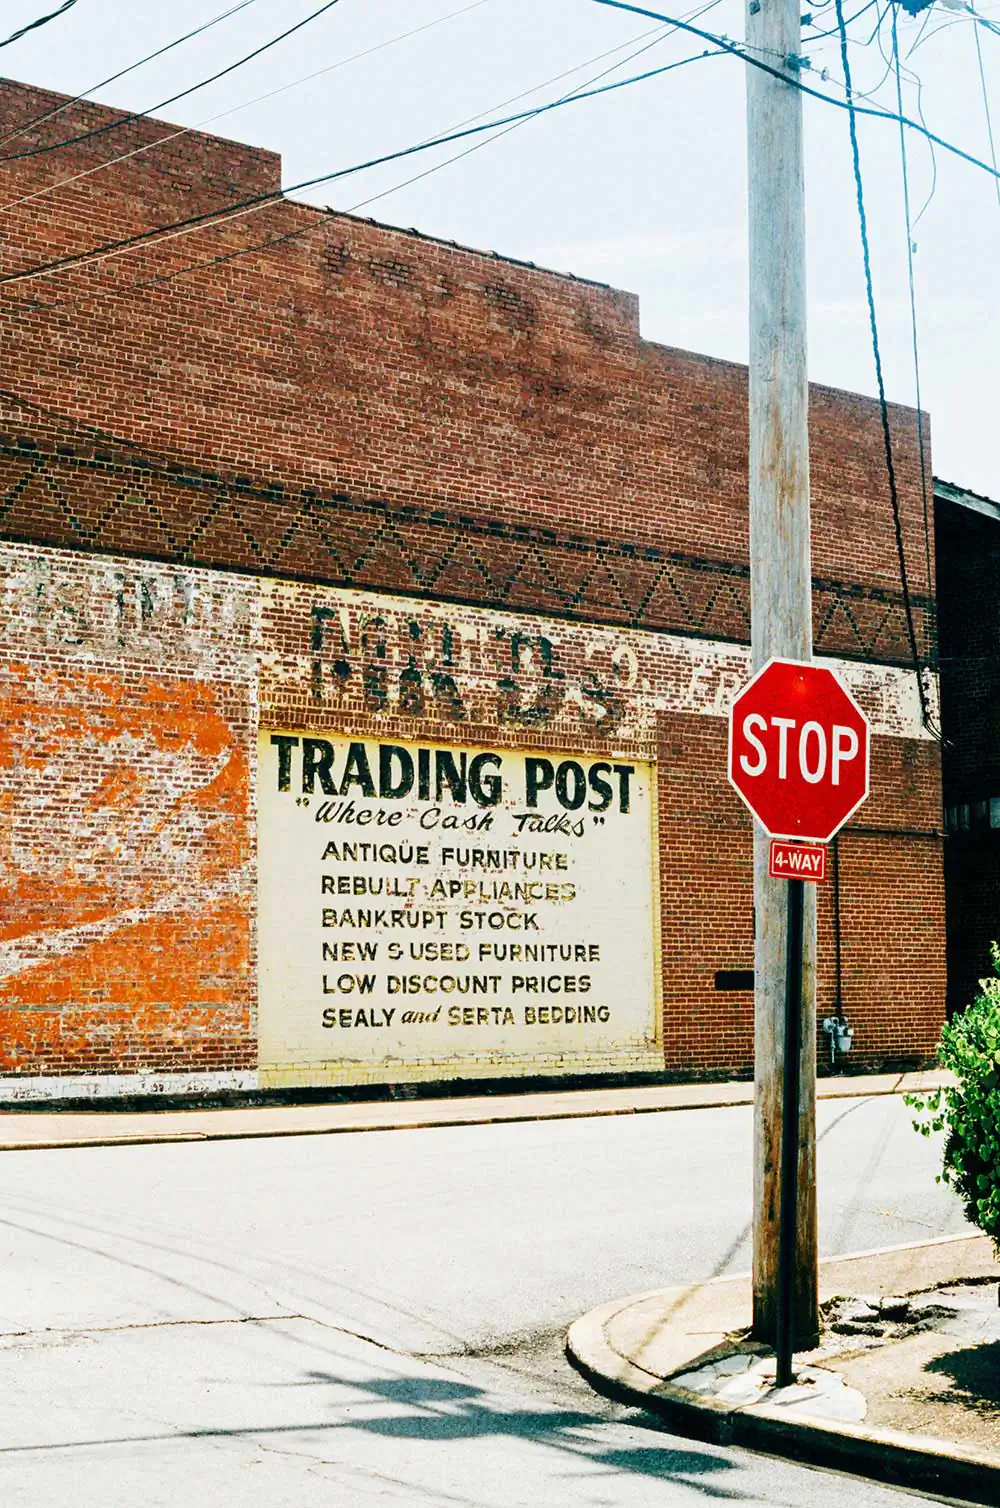 TRADING POST
"Where Cash Talks"
ANTIQUE FURNITURE
REBUILT APPLIANCES
BANKRUPT STOCK
NEW & USED FURNITURE
LOW DISCOUNT PRICES
SEALY and SERTA BEDDING
STOP
4-WAY